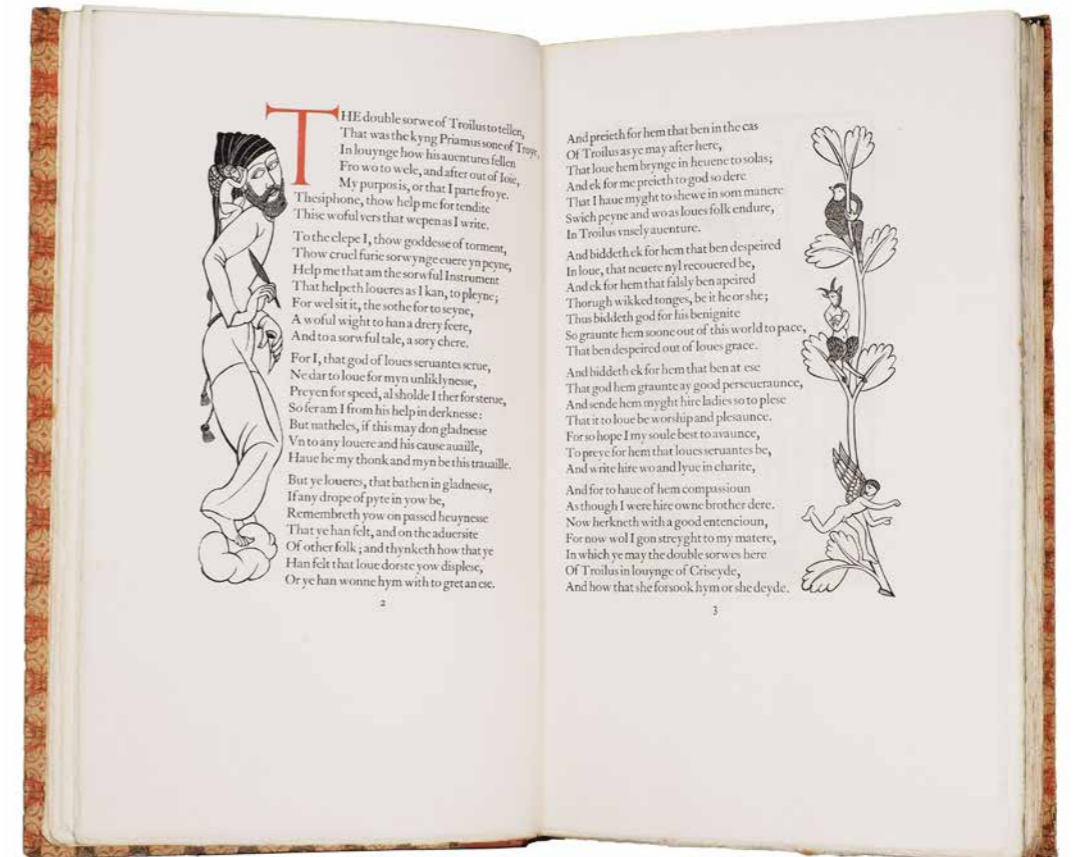 THE double sorwe of Troilus to tellen,
That was the kyng Priamus sone of Troye,
In louynge how his auentures fellen
Fro wo to wele, and after out of Ioie,
My purpos is, or that I parte fro ye.
Thesiphone, thow help me for tendite
Thise woful vers that wepen as I write.
To the clepe I, thow goddesse of torment,
Thow cruel furie sorwynge euere yn peyne,
Help me that am the sorwful Instrument
That helpeth loueres as I kan, to pleyne;
For wel sit it, the sothe for to seyne,
A woful wight to han a drery feere,
And to a sorwful tale, a sory chere.
For I, that god of loues seruantes serue,
Ne dar to loue for myn unliklynesse,
Preyen for speed, al sholde I ther for sterue,
So fer am I from his help in derknesse:
But natheles, if this may don gladnesse
Vn to any louere and his cause auaille,
Haue he my thonk and myn be this trauaille.
But ye loueres, that bathen in gladnesse,
If any drope of pyte in yow be,
Remembreth yow on passed heuynesse
That ye han felt, and on the aduersite
Of other folk; and thynketh how that ye
Han felt that loue dorste yow displese,
Or ye han wonne hym with to gret an ese.
2
And preieth for hem that ben in the cas
Of Troilus as ye may after here,
That loue hem brynge in heuene to solas;
And ek for me preieth to god so dere
That I haue myght to shewe in som manere
Swich peyne and wo as loues folk endure,
In Troilus vnsely auenture.
And biddeth ek for hem that ben despeired
In loue, that neuere nyl recouered be,
And ek for hem that falsly ben apeired
Thorugh wikked tonges, be it he or she;
Thus biddeth god for his benignite
So graunte hem soone out of this world to pace,
That ben despeired out of loues grace.
And biddeth ek for hem that ben at ese
That god hem graunte ay good perseueraunce,
And sende hem myght hire ladies so to plese
That it to loue be worship and plesaunce.
For so hope I my soule best to avaunce,
To preye for hem that loues seruantes be,
And write hire wo and lyue in charite,
And for to haue of hem compassioun
As though I were hire owne brother dere.
Now herkneth with a good entencioun,
For now wol I gon streyght to my matere,
In which ye may the double sorwes here
Of Troilus in louynge of Criseyde,
And how that she forsook hym or she deyde.
3